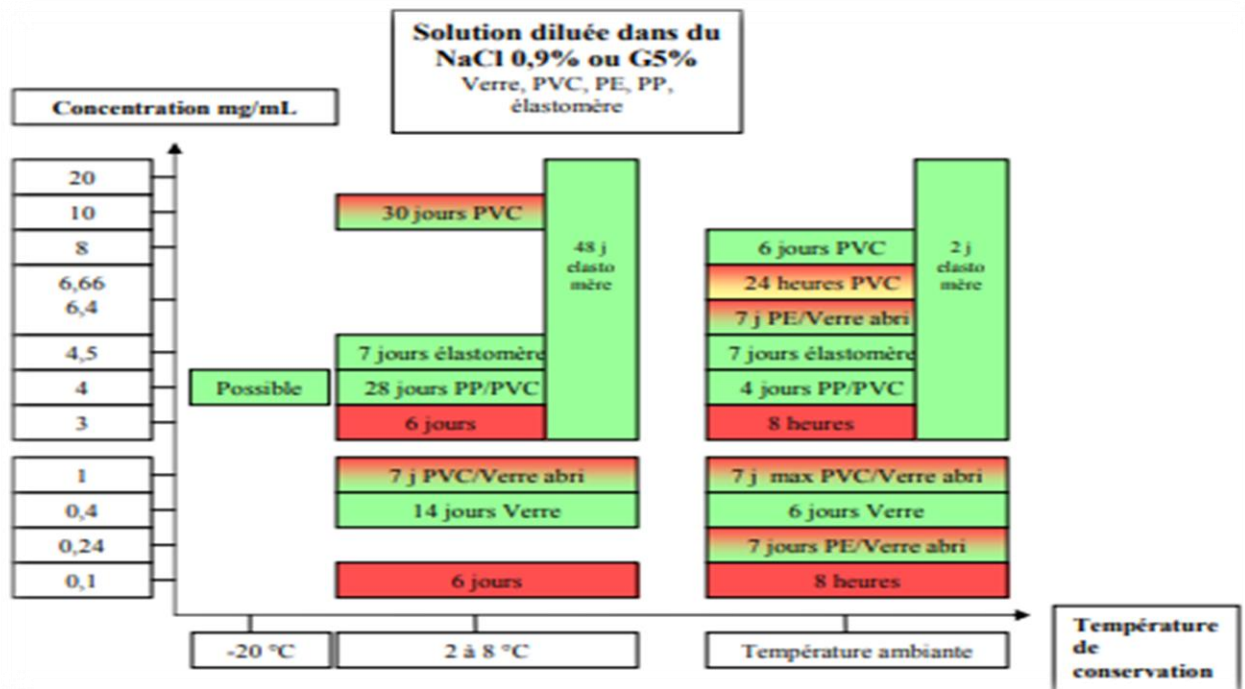 Solution diluée dans du
NaCl 0,9% ou G5%
Verre, PVC, PE, PP,
élastomère
Concentration mg/mL
20
10
30 jours PVC
48 j
elasto
mère
2 j
elasto
mère
8
6 jours PVC
6,66
24 heures PVC
6,4
7 j PE/Verre abri
4,5
7 jours élastomère
7 jours élastomère
4
Possible
28 jours PP/PVC
4 jours PP/PVC
3
6 jours
8 heures
1
7 j PVC/Verre abri
7 j max PVC/Verre abri
0,4
14 jours Verre
6 jours Verre
0,24
7 jours PE/Verre abri
0,1
6 jours
8 heures
-20 °C
2 à 8 °C
Température ambiante
Température
de
conservation